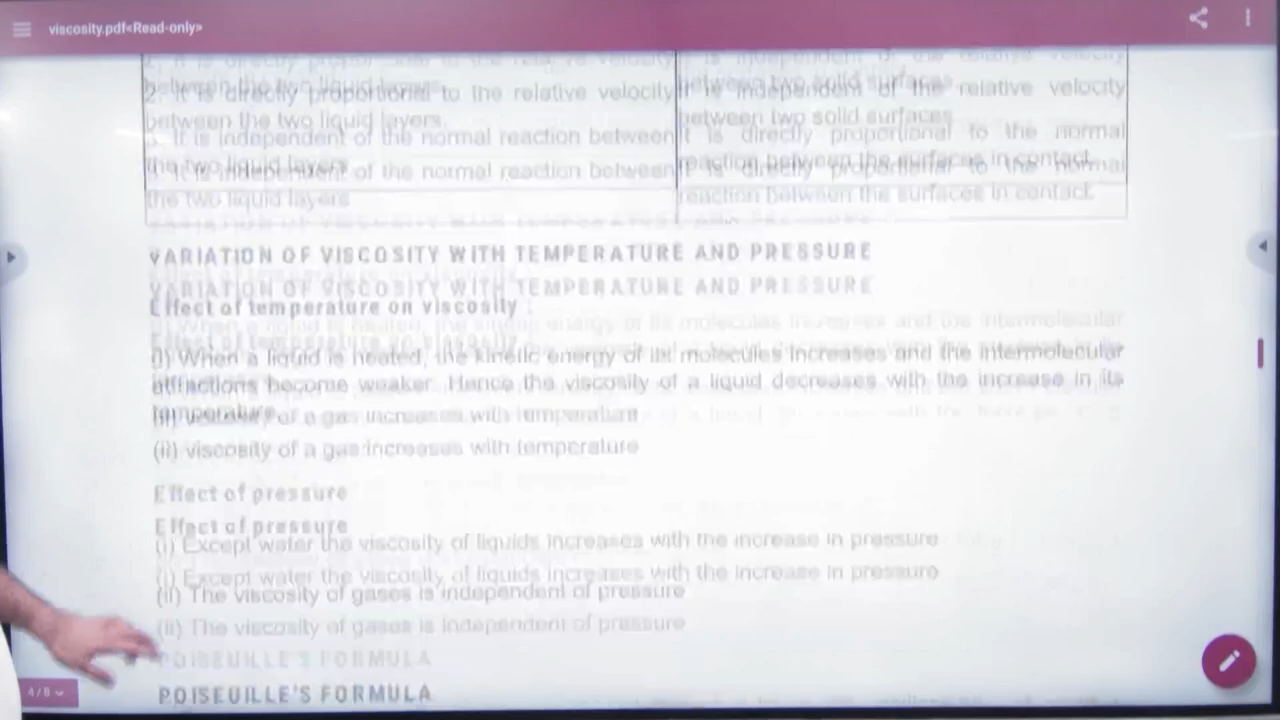 viscosity.pdf«Read-only»
2. It is directly proportional to the relative velocity
between the two liquid layers.
It is independent of the relative velocity
between two solid surfaces
It is independent of the normal reaction between
the two liquid layers
It is directly proportional to the normal
reaction between the surfaces in contact.
VARIATION OF VISCOSITY WITH TEMPERATURE AND PRESSURE
Effect of temperature on viscosity
(i) When a liquid is heated, the kinetic energy of its molecules increases and the intermolecular
attractions become weaker. Hence the viscosity of a liquid decreases with the increase in its
temperature.
(ii) viscosity of a gas increases with temperature
Effect of pressure
(i) Except water the viscosity of liquids increases with the increase in pressure
(ii) The viscosity of gases is independent of pressure
POISEUILLE'S FORMULA
4/8